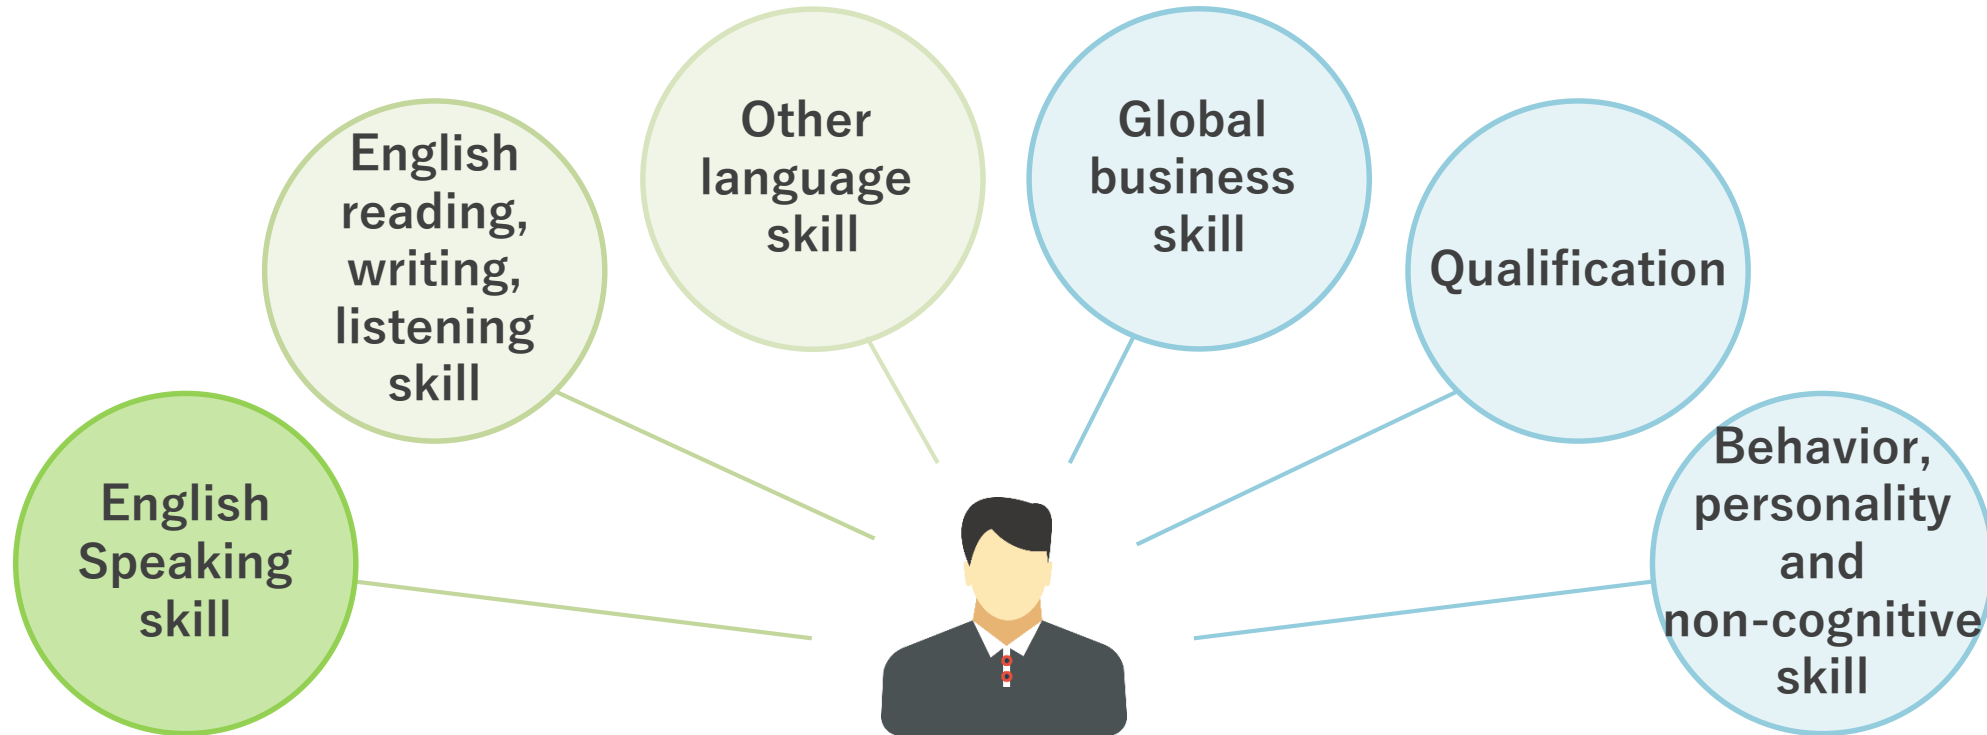 English
Speaking
skill
English
reading,
writing,
listening
skill
Other
language
skill
Global
business
skill
Qualification
Behavior,
personality
and
non-cognitive
skill